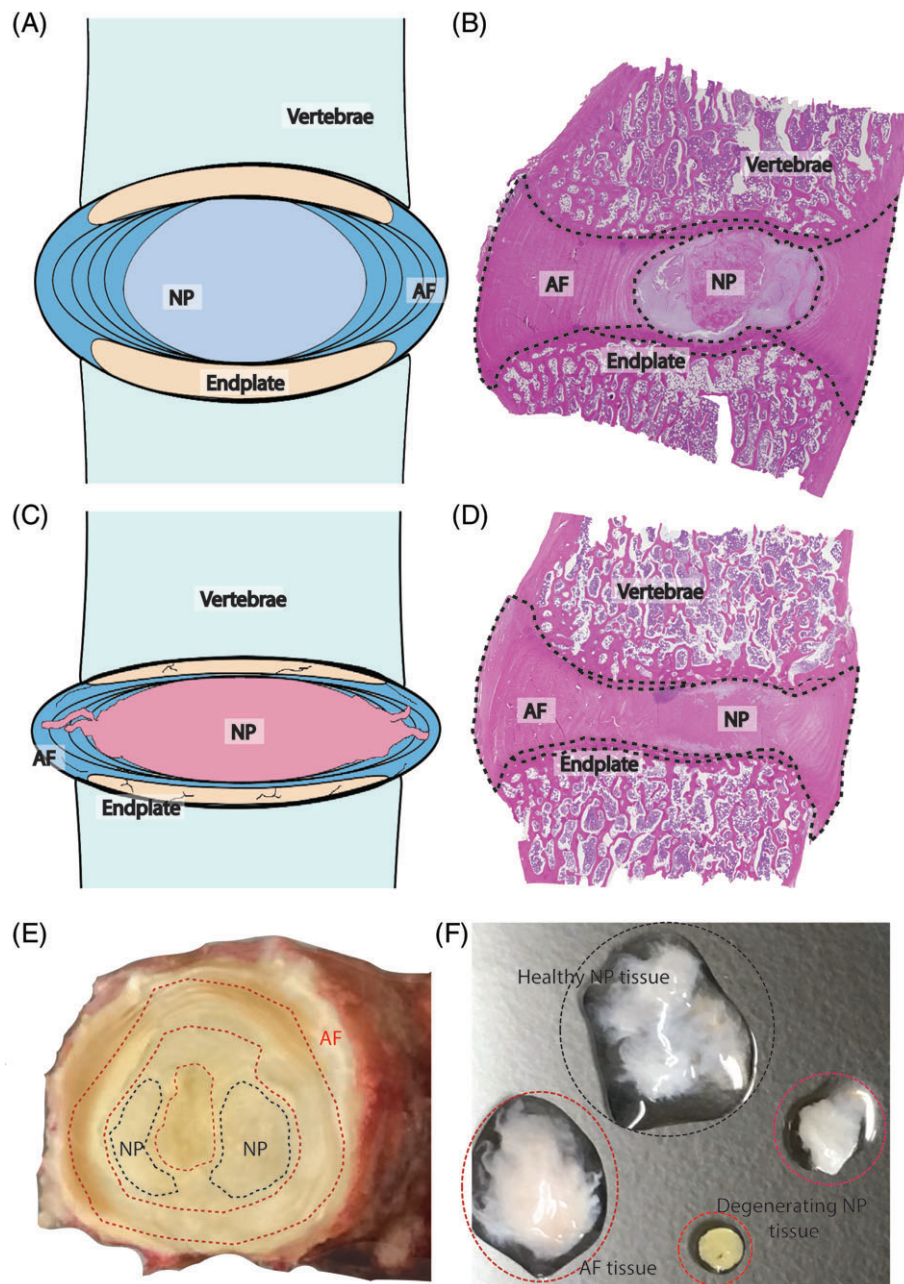 (A)
Vertebrae
NP
AF
Endplate
(B)
Vertebrae
AF
NP
Endplate
(C)
Vertebrae
NP
AF
Endplate
(D)
Vertebrae
AF
NP
Endplate
(E)
AF
NP
NP
(F)
Healthy NP tissue
Degenerating NP
tissue
AF tissue